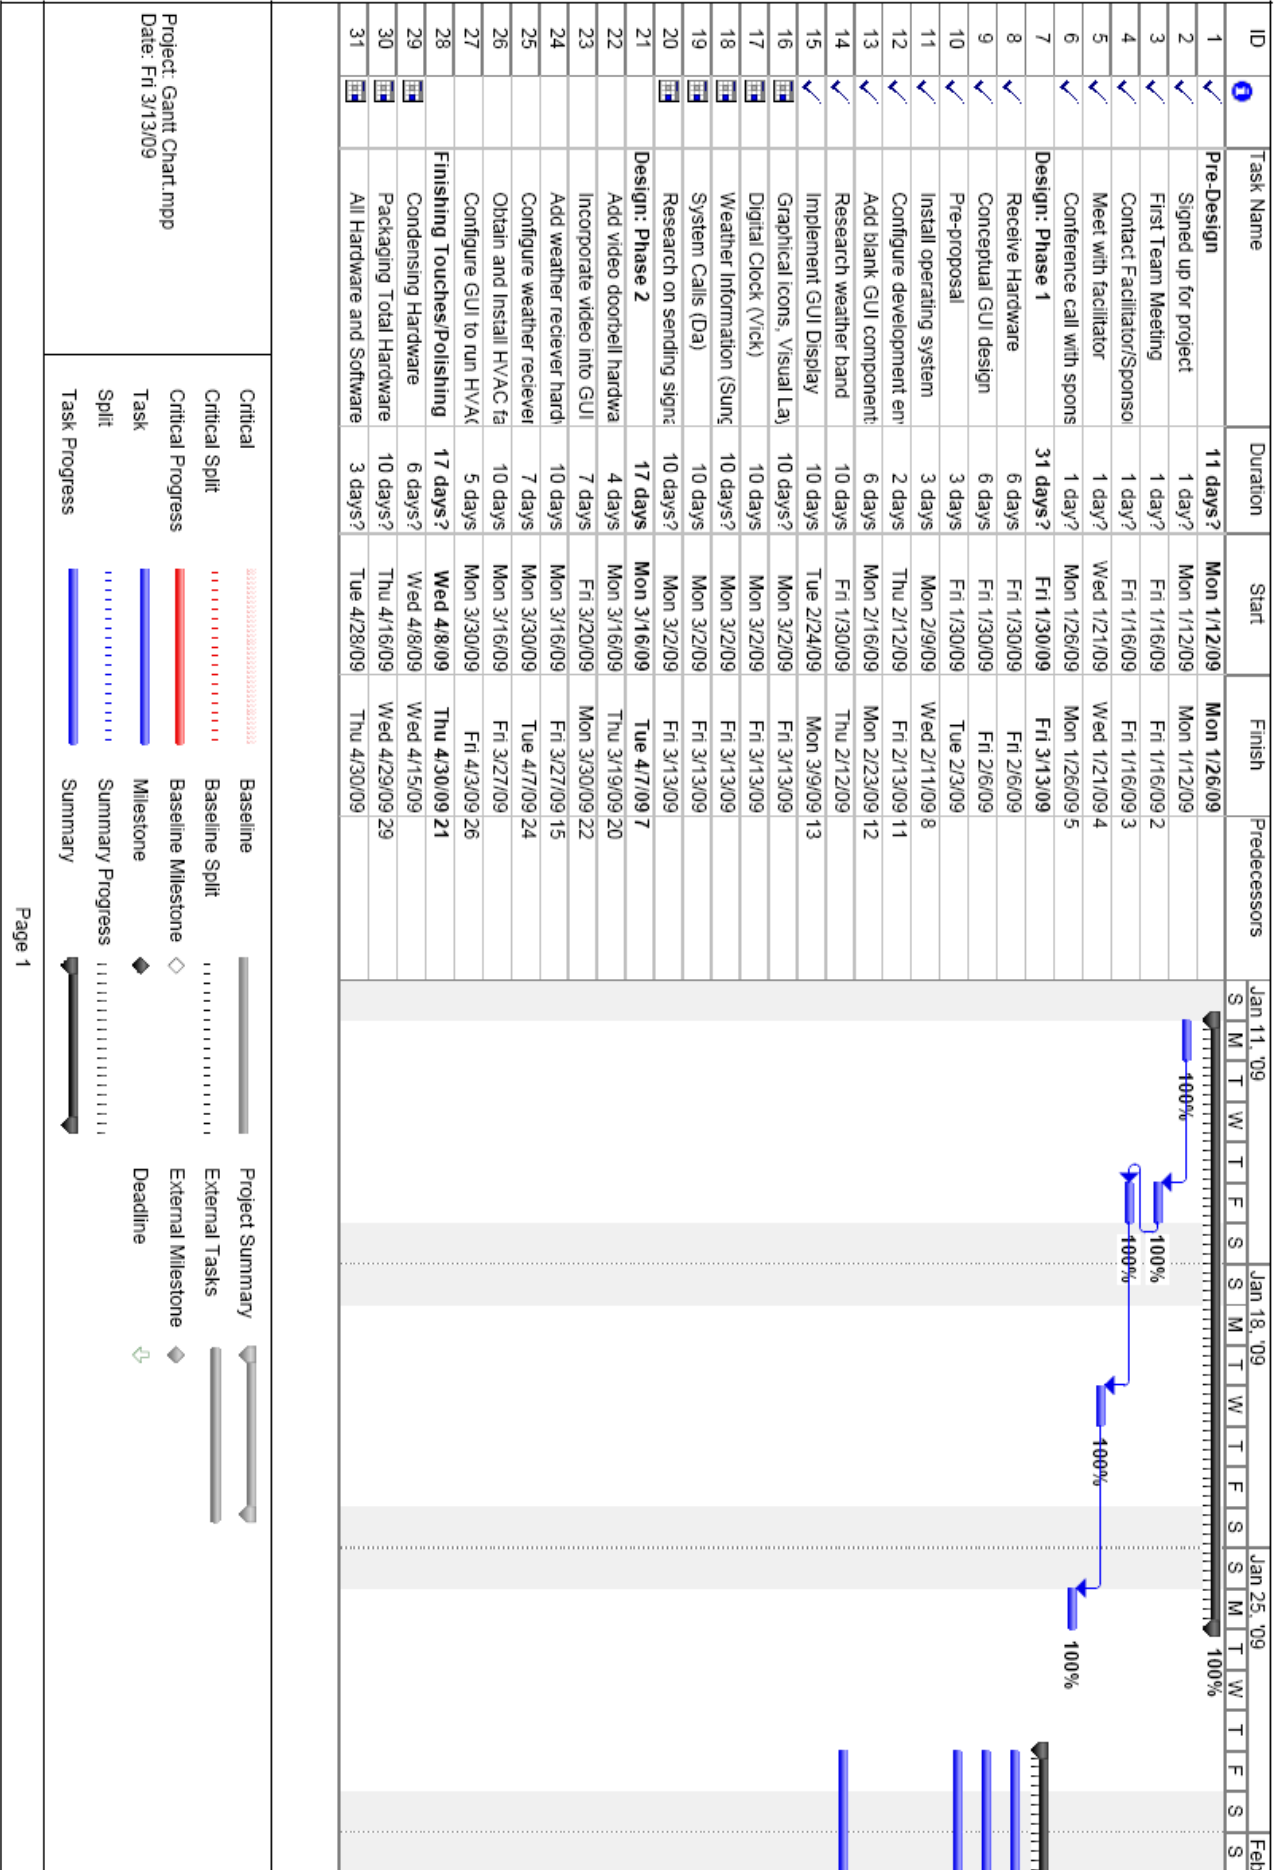 ID Task Name Duration Start Finish Predecessors Jan 11, '09 Jan 18, '09 Jan 25, '09 Feb
S M T W T F S S M T W T F S S M T W T F S S
1 Pre-Design 11 days? Mon 1/12/09 Mon 1/26/09 100%
2 Signed up for project 1 day? Mon 1/12/09 Mon 1/12/09 100%
3 First Team Meeting 1 day? Fri 1/16/09 Fri 1/16/09 2 100%
4 Contact Facilitator/Sponso 1 day? Fri 1/16/09 Fri 1/16/09 3 100%
5 Meet with facilitator 1 day? Wed 1/21/09 Wed 1/21/09 4 100%
6 Conference call with spons 1 day? Mon 1/26/09 Mon 1/26/09 5 100%
7 Design: Phase 1 31 days? Fri 1/30/09 Fri 3/13/09
8 Receive Hardware 6 days Fri 1/30/09 Fri 2/6/09
9 Conceptual GUI design 6 days Fri 1/30/09 Fri 2/6/09
10 Pre-proposal 3 days Fri 1/30/09 Tue 2/3/09
11 Install operating system 3 days Mon 2/9/09 Wed 2/11/09 8
12 Configure development en 2 days Thu 2/12/09 Fri 2/13/09 11
13 Add blank GUI component 6 days Mon 2/16/09 Mon 2/23/09 12
14 Research weather band 10 days Fri 1/30/09 Thu 2/12/09
15 Implement GUI Display 10 days Tue 2/24/09 Mon 3/9/09 13
16 Graphical icons, Visual Lay 10 days? Mon 3/2/09 Fri 3/13/09
17 Digital Clock (Vick) 10 days? Mon 3/2/09 Fri 3/13/09
18 Weather Information (Sung 10 days? Mon 3/2/09 Fri 3/13/09
19 System Calls (Da) 10 days? Mon 3/2/09 Fri 3/13/09
20 Research on sending signa 10 days? Mon 3/2/09 Fri 3/13/09
21 Design: Phase 2 17 days Mon 3/16/09 Tue 4/7/09 7
22 Add video doorbell hardwa 4 days Mon 3/16/09 Thu 3/19/09 20
23 Incorporate video into GUI 7 days Fri 3/20/09 Mon 3/30/09 22
24 Add weather reciever hard 10 days Mon 3/16/09 Fri 3/27/09 15
25 Configure weather reciever 7 days Mon 3/30/09 Tue 4/7/09 24
26 Obtain and Install HVAC fa 10 days Mon 3/16/09 Fri 3/27/09
27 Configure GUI to run HVAC 5 days Mon 3/30/09 Fri 4/3/09 26
28 Finishing Touches/Polishing 17 days? Wed 4/8/09 Thu 4/30/09 21
29 Condensing Hardware 6 days? Wed 4/8/09 Wed 4/15/09
30 Packaging Total Hardware 10 days? Thu 4/16/09 Wed 4/29/09 29
31 All Hardware and Software 3 days? Tue 4/28/09 Thu 4/30/09
Project: Gantt Chart.mpp
Date: Fri 3/13/09
Critical Baseline Project Summary
Critical Split Baseline Split External Tasks
Critical Progress Baseline Milestone External Milestone
Task Milestone Deadline
Split Summary Progress
Task Progress Summary
Page 1